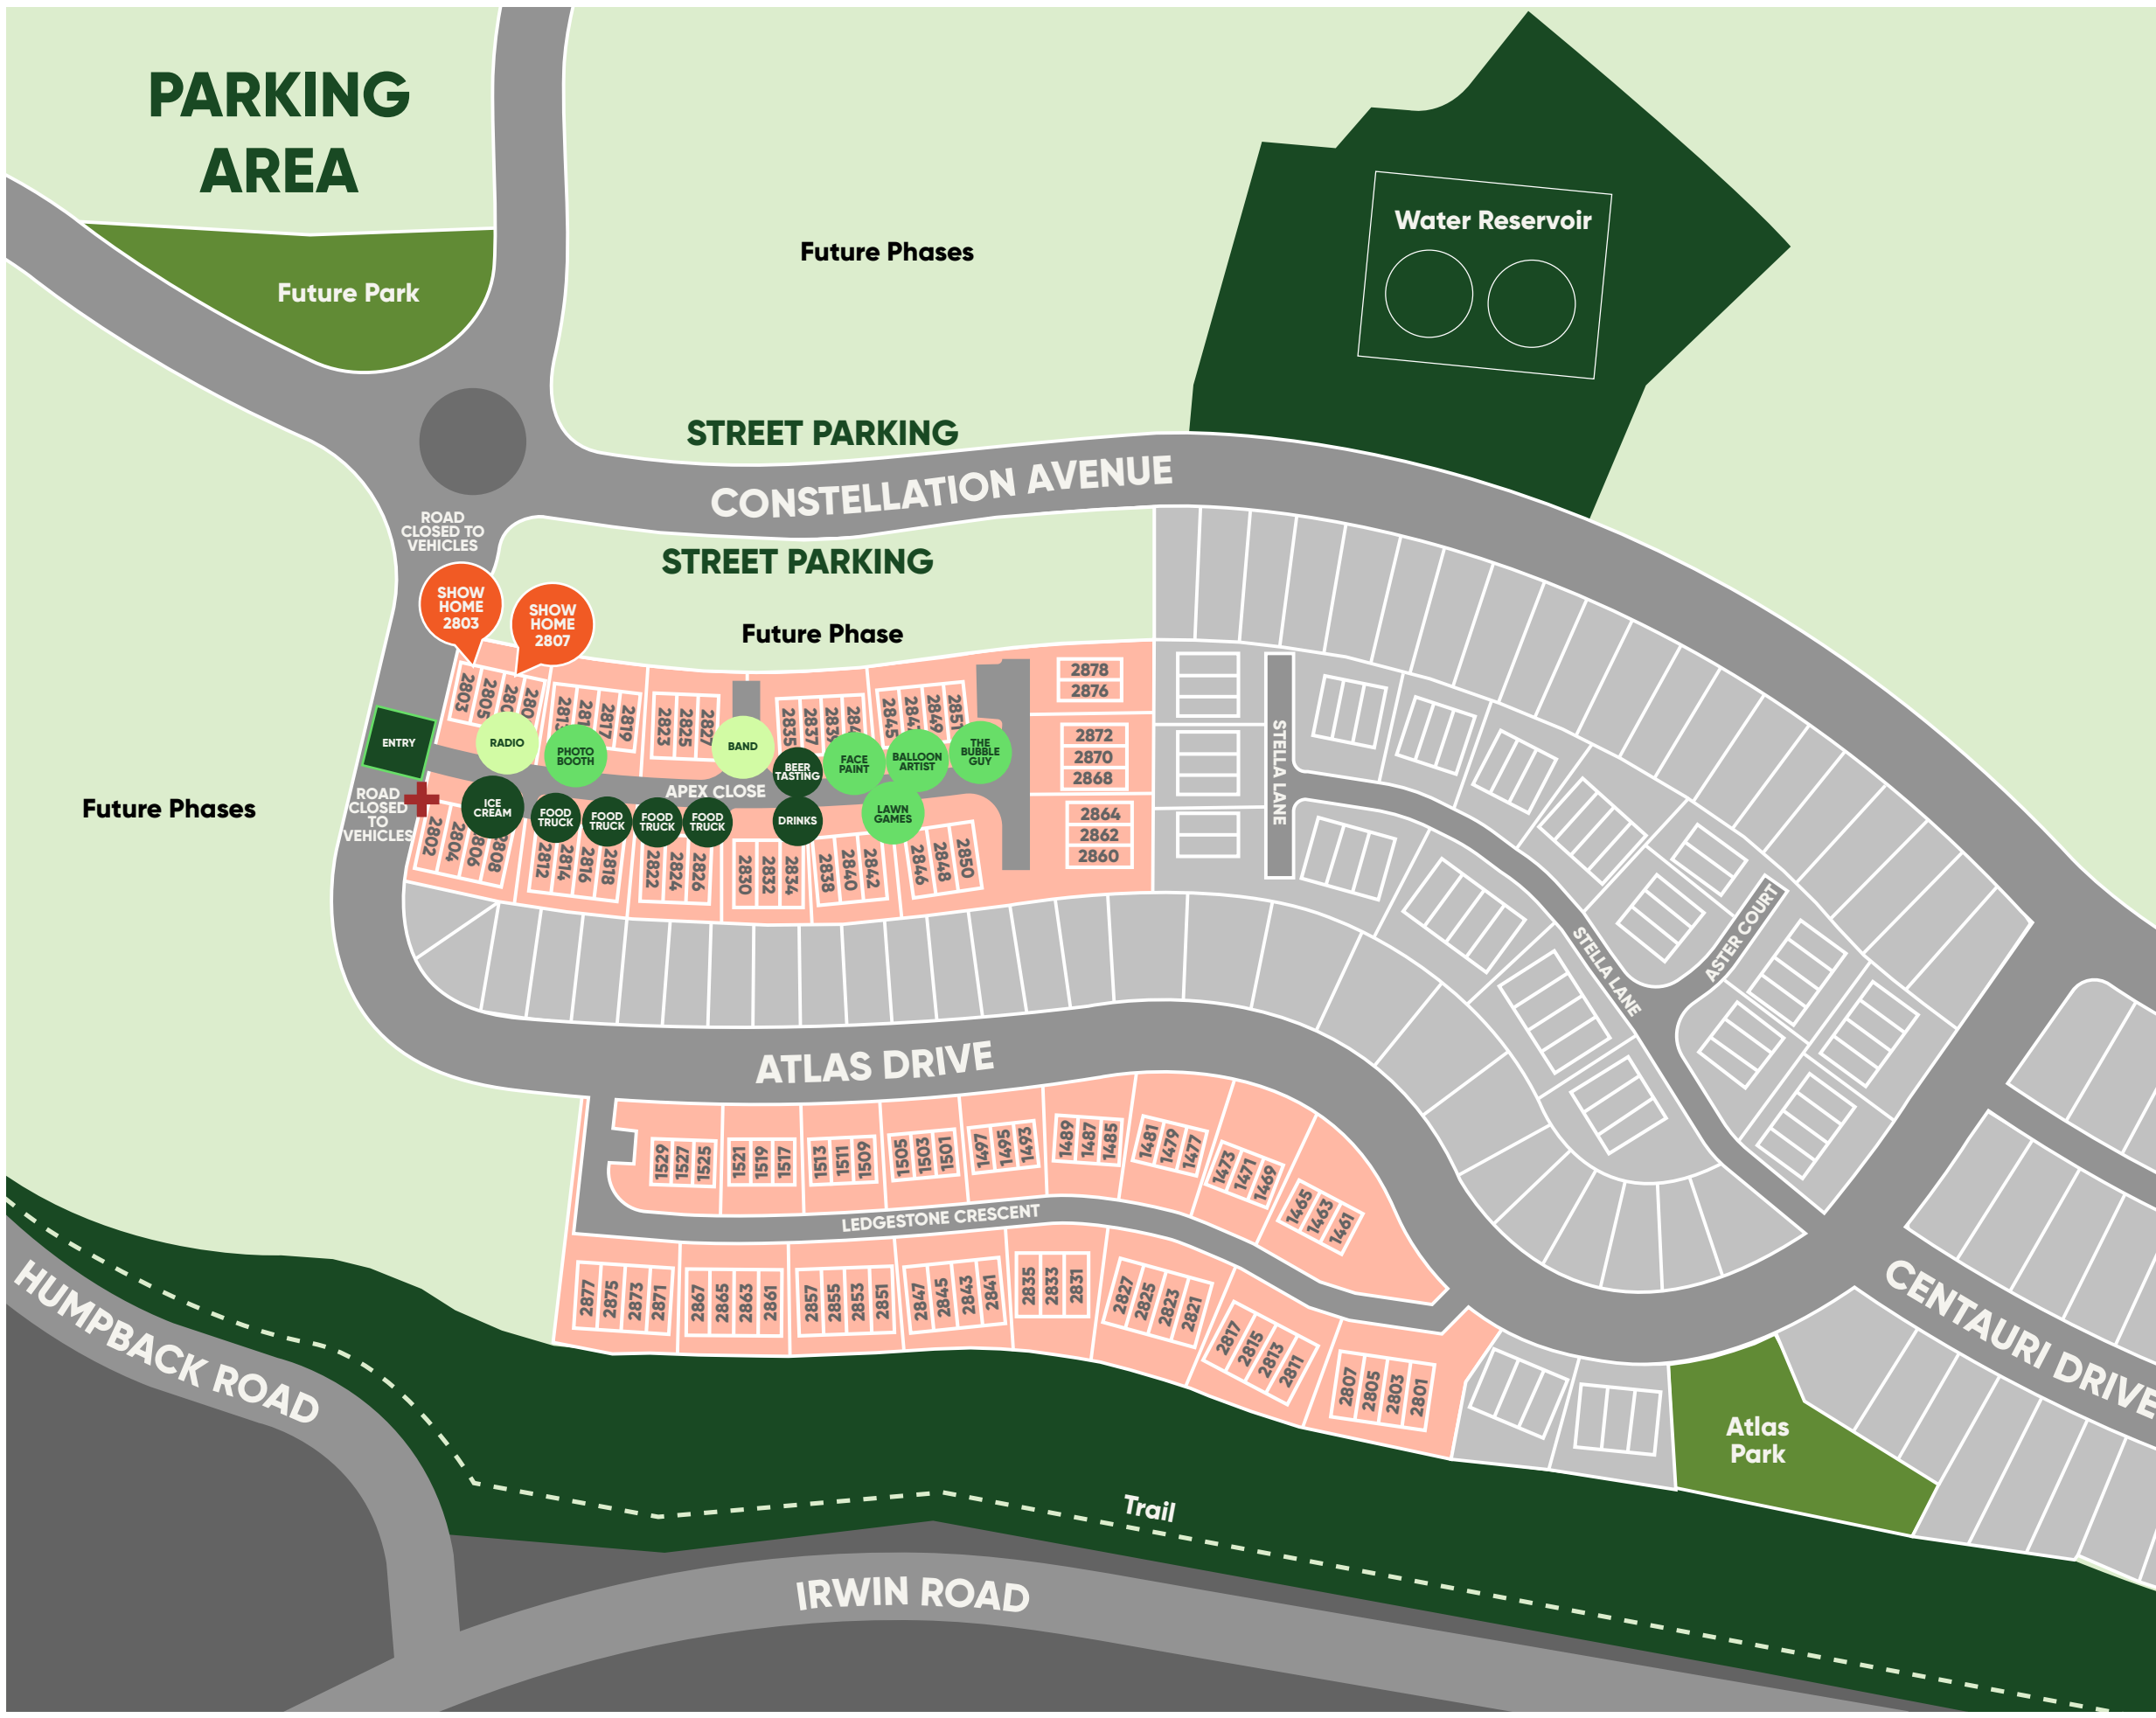 PARKING
AREA
Future Park
Future Phases
Water Reservoir
STREET PARKING
CONSTELLATION AVENUE
ROAD
CLOSED TO
VEHICLES
STREET PARKING
Future Phase
SHOW
HOME
2803
SHOW
HOME
2807
2803
2805
2817
2819
2823
2825
2827
2835
2837
2845
2849
2878
2876
2872
2870
2868
2864
2862
2860
ENTRY
RADIO
PHOTO
BOOTH
BAND
BEER
TASTING
FACE
PAINT
BALLOON
ARTIST
THE
BUBBLE
GUY
APEX CLOSE
ROAD
CLOSED
TO
VEHICLES
ICE
CREAM
FOOD
TRUCK
FOOD
TRUCK
FOOD
TRUCK
FOOD
TRUCK
DRINKS
LAWN
GAMES
Future Phases
2802
2804
2806
2808
2812
2814
2816
2818
2822
2824
2826
2830
2832
2834
2838
2840
2842
2846
2848
2850
STELLA LANE
STELLA LANE
ASTER COURT
ATLAS DRIVE
1529
1527
1525
1521
1519
1517
1513
1511
1509
1505
1503
1501
1497
1495
1493
1489
1487
1485
1481
1479
1477
1473
1471
1469
1465
1463
1461
LEDGESTONE CRESCENT
2877
2875
2873
2871
2867
2865
2863
2861
2857
2855
2853
2851
2847
2845
2843
2841
2835
2833
2831
2827
2825
2823
2821
2817
2815
2813
2811
2807
2805
2803
2801
CENTAURI DRIVE
Atlas
Park
HUMPBACK ROAD
Trail
IRWIN ROAD